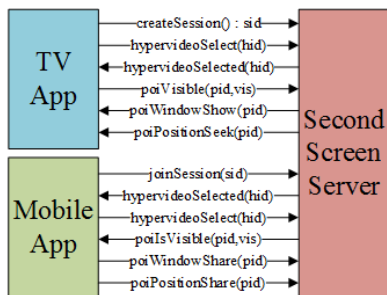 TV
App
createSession() : sid
hypervideoSelect(hid)
hypervideoSelected(hid)
poiVisible(pid,vis)
poiWindowShow(pid)
poiPositionSeek(pid)
Second
Screen
Server
Mobile
App
joinSession(sid)
hypervideoSelected(hid)
hypervideoSelect(hid)
poiIsVisible(pid,vis)
poiWindowShare(pid)
poiPositionShare(pid)